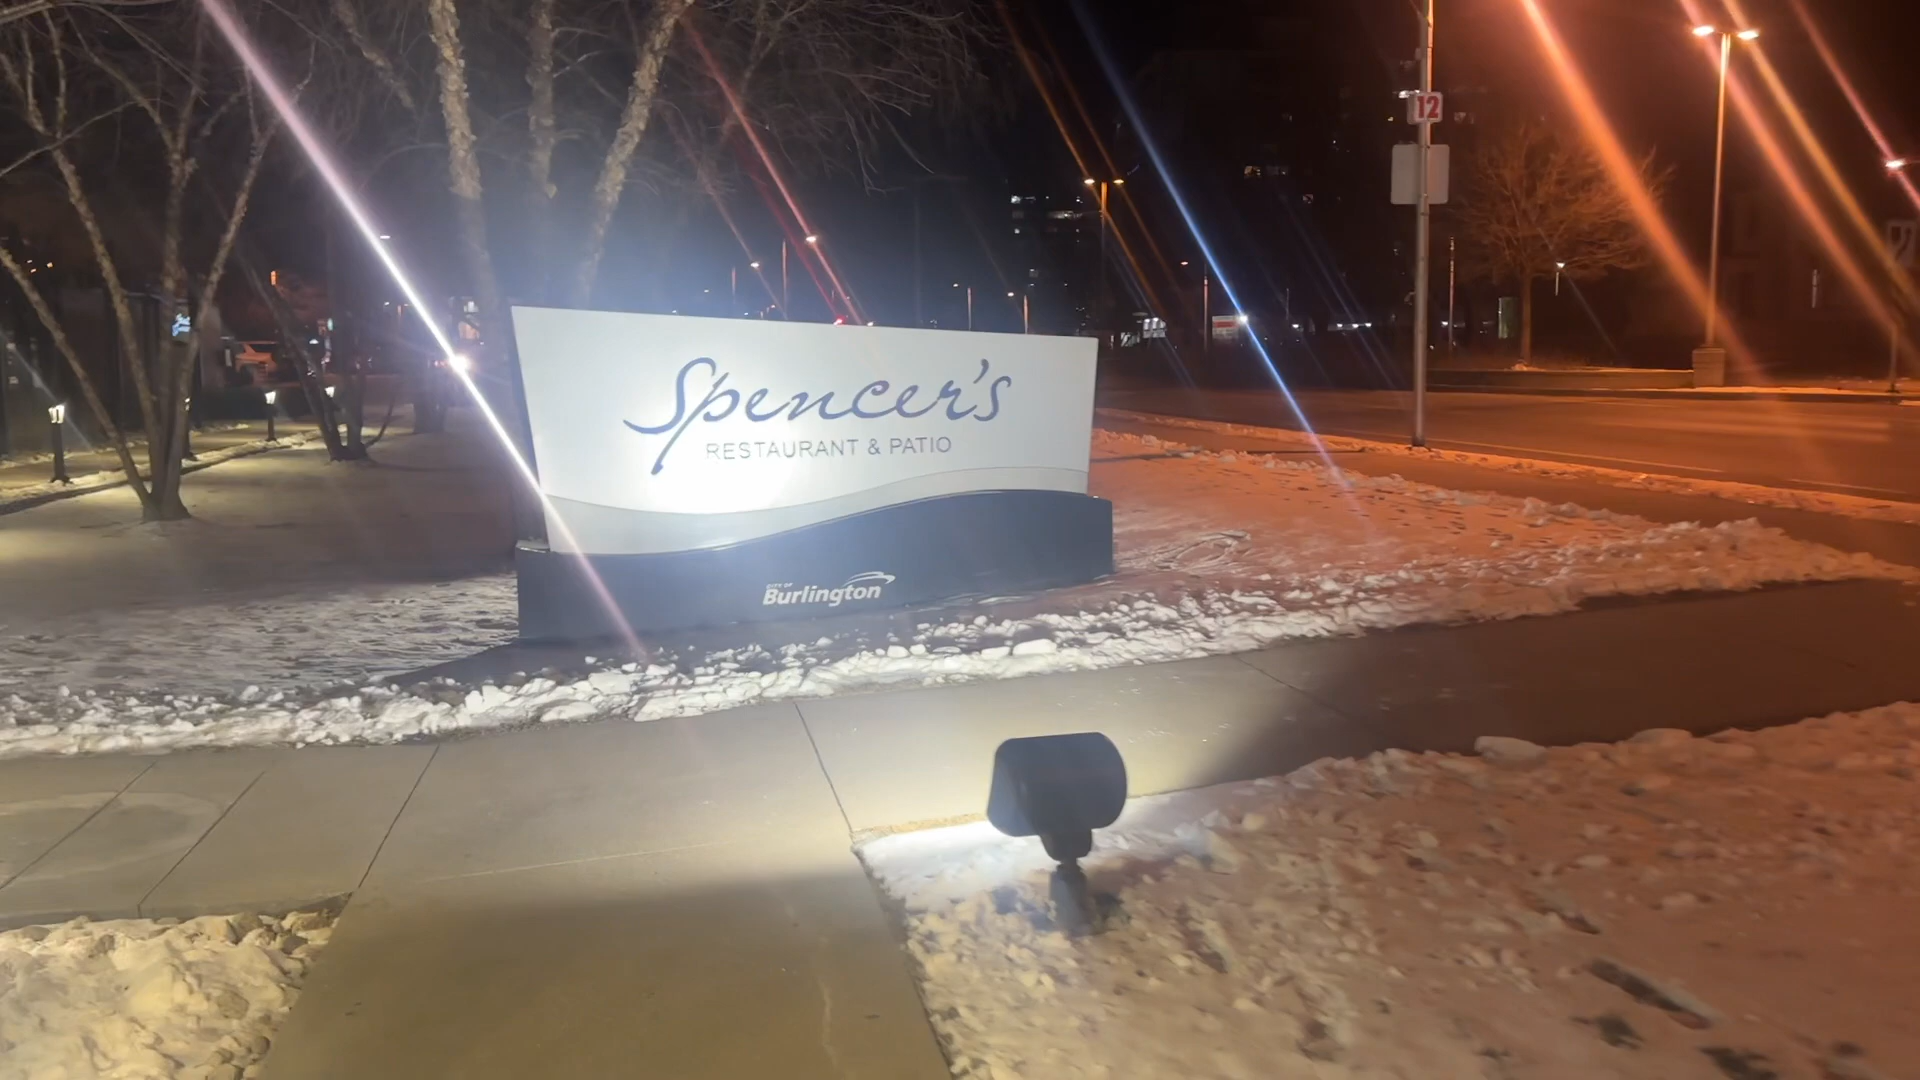 12
Spencer's
RESTAURANT & PATIO
CITY OF
Burlington